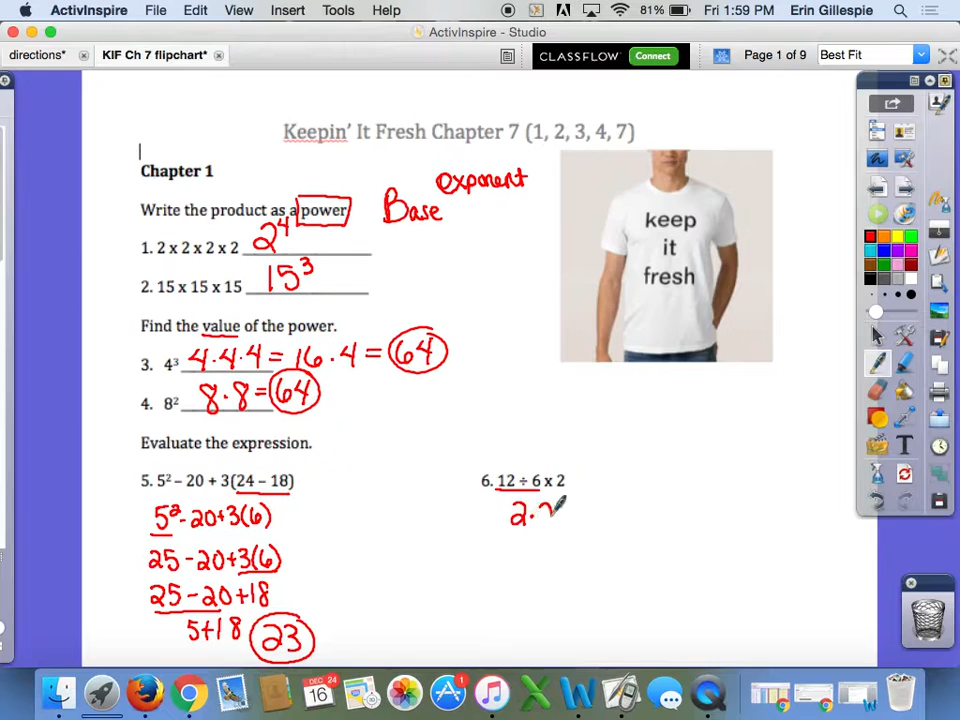 ActivInspire File Edit View Insert Tools Help 81% Fri 1:59 PM Erin Gillespie
ActivInspire - Studio
directions* KIF Ch 7 flipchart* CLASSFLOW Connect Page 1 of 9 Best Fit
Keepin' It Fresh Chapter 7 (1, 2, 3, 4, 7)
Chapter 1
exponent
Write the product as a power Base
1. 2 x 2 x 2 x 2 2⁴
2. 15 x 15 x 15 15³
keep
it
fresh
Find the value of the power.
3. 4³ 4·4·4 = 16·4 = 64
4. 8² 8·8 = 64
Evaluate the expression.
5. 5² – 20 + 3(24 – 18)
5² - 20 + 3(6)
25 - 20 + 3(6)
25 - 20 + 18
5 + 18 23
6. 12 ÷ 6 x 2
2·
DEC
16
1